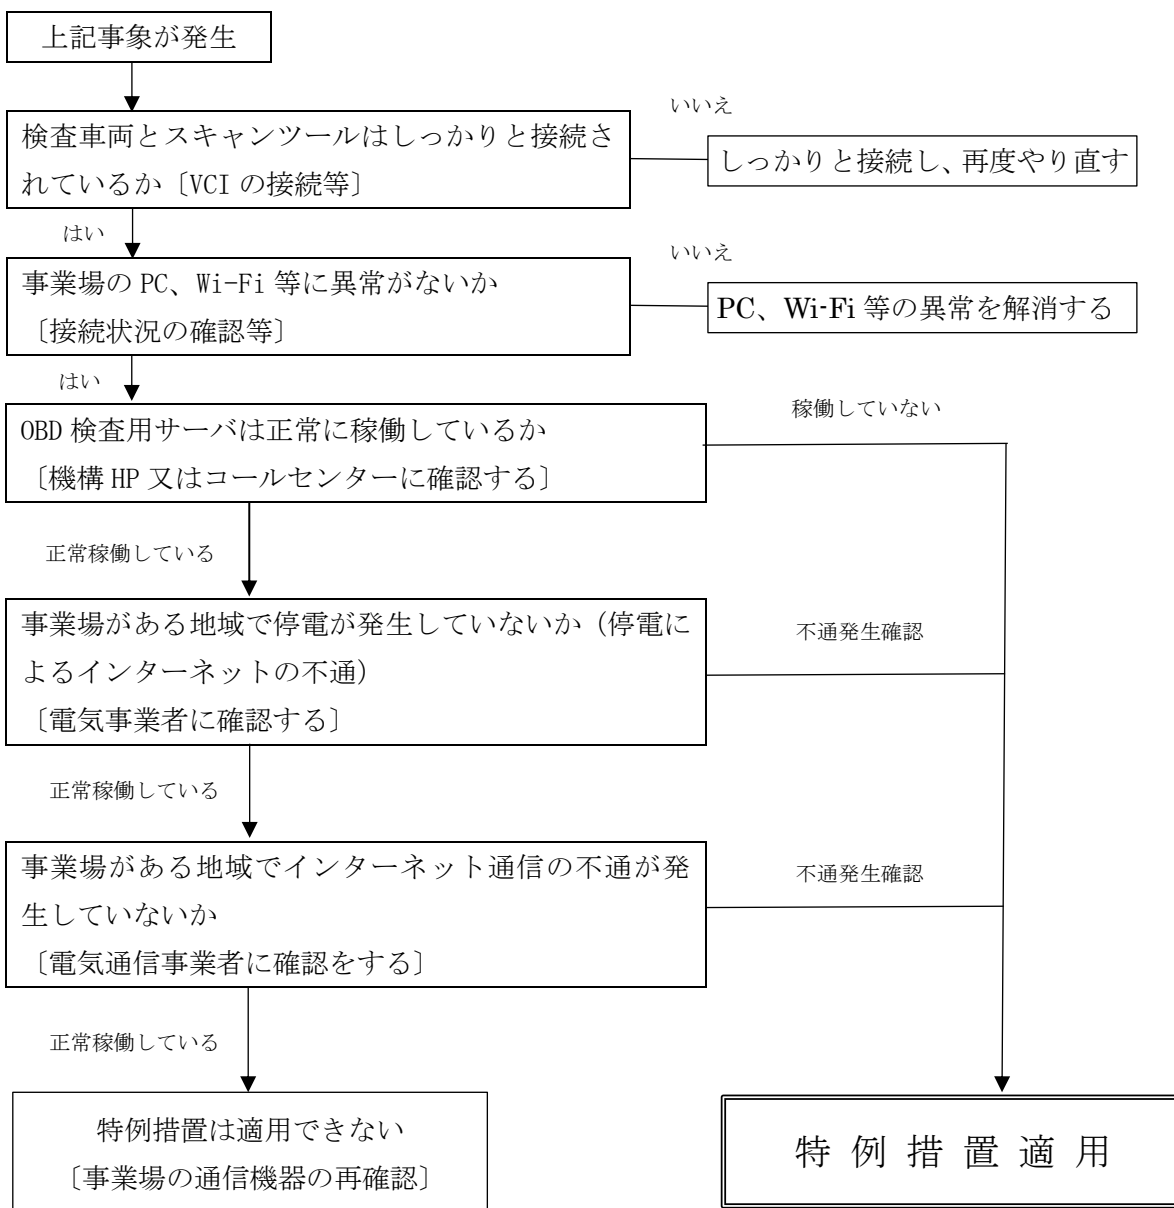 上記事象が発生
いいえ
検査車両とスキャンツールはしっかりと接続さ
れているか〔VCI の接続等〕
しっかりと接続し、再度やり直す
はい
いいえ
事業場の PC、Wi-Fi 等に異常がないか
〔接続状況の確認等〕
PC、Wi-Fi 等の異常を解消する
はい
稼働していない
OBD 検査用サーバは正常に稼働しているか
〔機構 HP 又はコールセンターに確認する〕
正常稼働している
事業場がある地域で停電が発生していないか（停電に
よるインターネットの不通）
〔電気事業者に確認する〕
不通発生確認
正常稼働している
事業場がある地域でインターネット通信の不通が発
生していないか
〔電気通信事業者に確認をする〕
不通発生確認
正常稼働している
特例措置は適用できない
〔事業場の通信機器の再確認〕
特 例 措 置 適 用